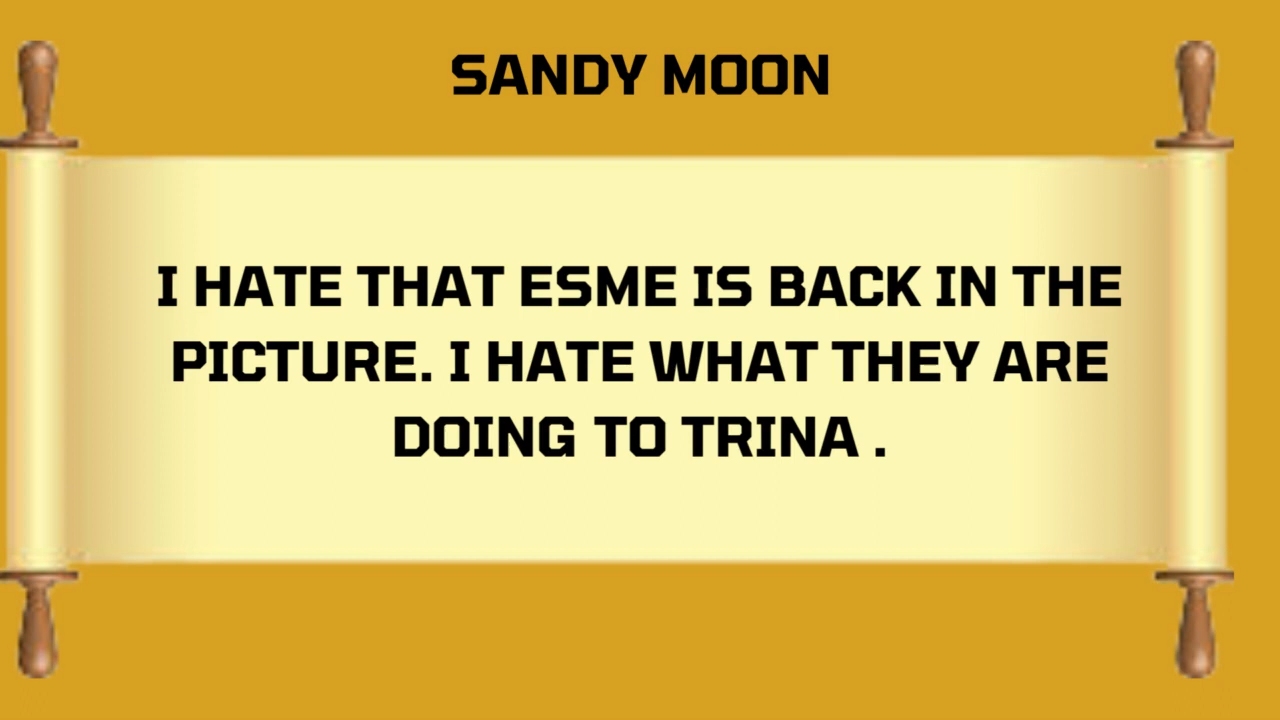 SANDY MOON
I HATE THAT ESME IS BACK IN THE
PICTURE. I HATE WHAT THEY ARE
DOING TO TRINA .